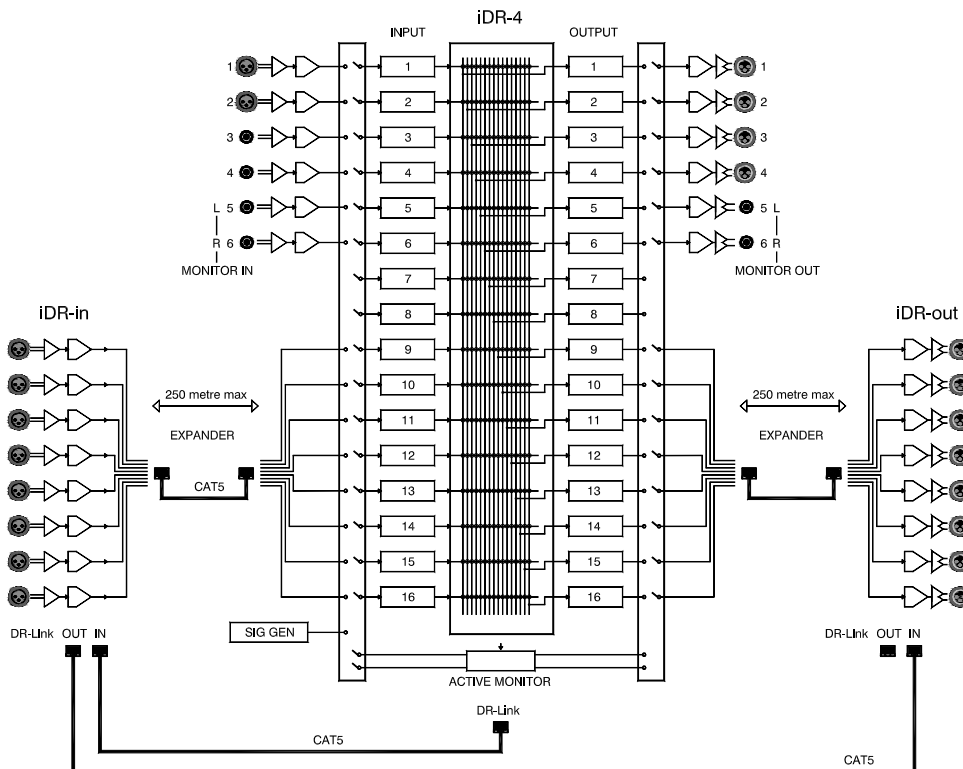 iDR-4
INPUT
OUTPUT
1 1 1 1
2 2 2 2
3 3 3 3
4 4 4 4
L 5 5 5 5 L
R 6 6 6 6 R
MONITOR IN
MONITOR OUT
7 7
8 8
iDR-in
iDR-out
9 9
250 metre max
10 10
250 metre max
EXPANDER
11 11
EXPANDER
12 12
CAT5
13 13
14 14
15 15
16 16
SIG GEN
DR-Link OUT IN
DR-Link OUT IN
ACTIVE MONITOR
DR-Link
CAT5
CAT5